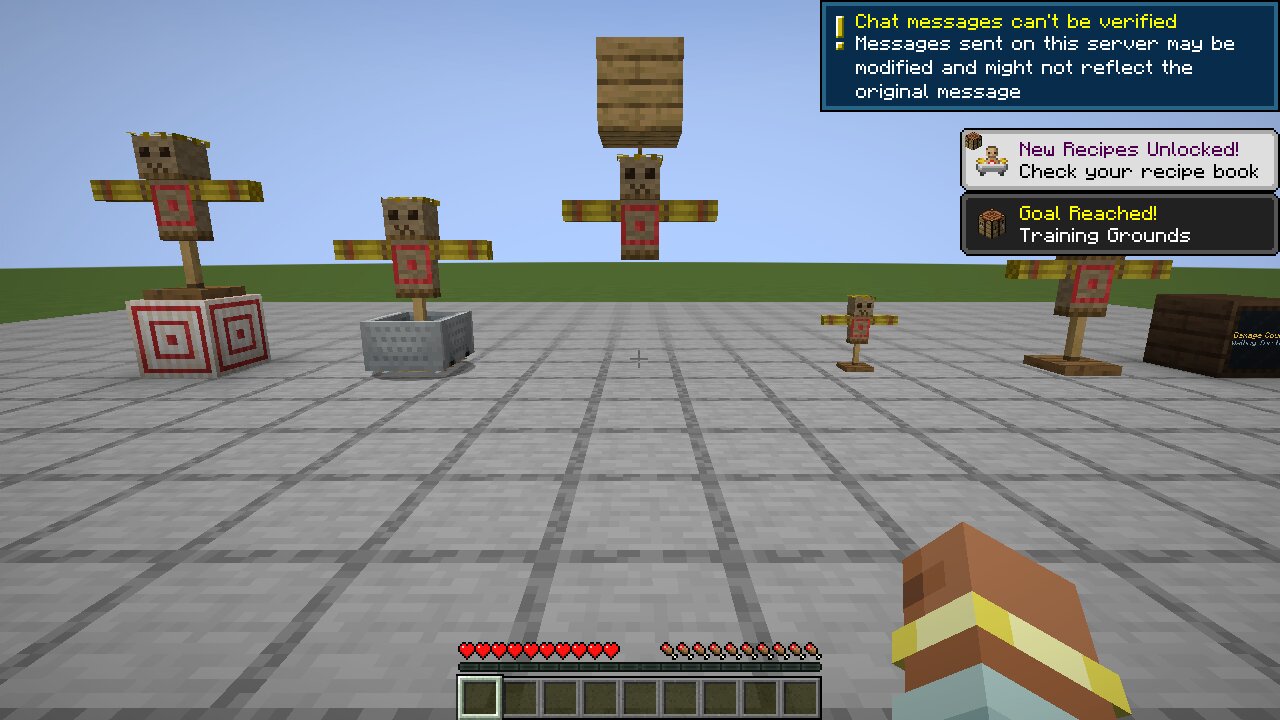 Chat messages can't be verified
Messages sent on this server may be
modified and might not reflect the
original message
New Recipes Unlocked!
Check your recipe book
Goal Reached!
Training Grounds
Damage